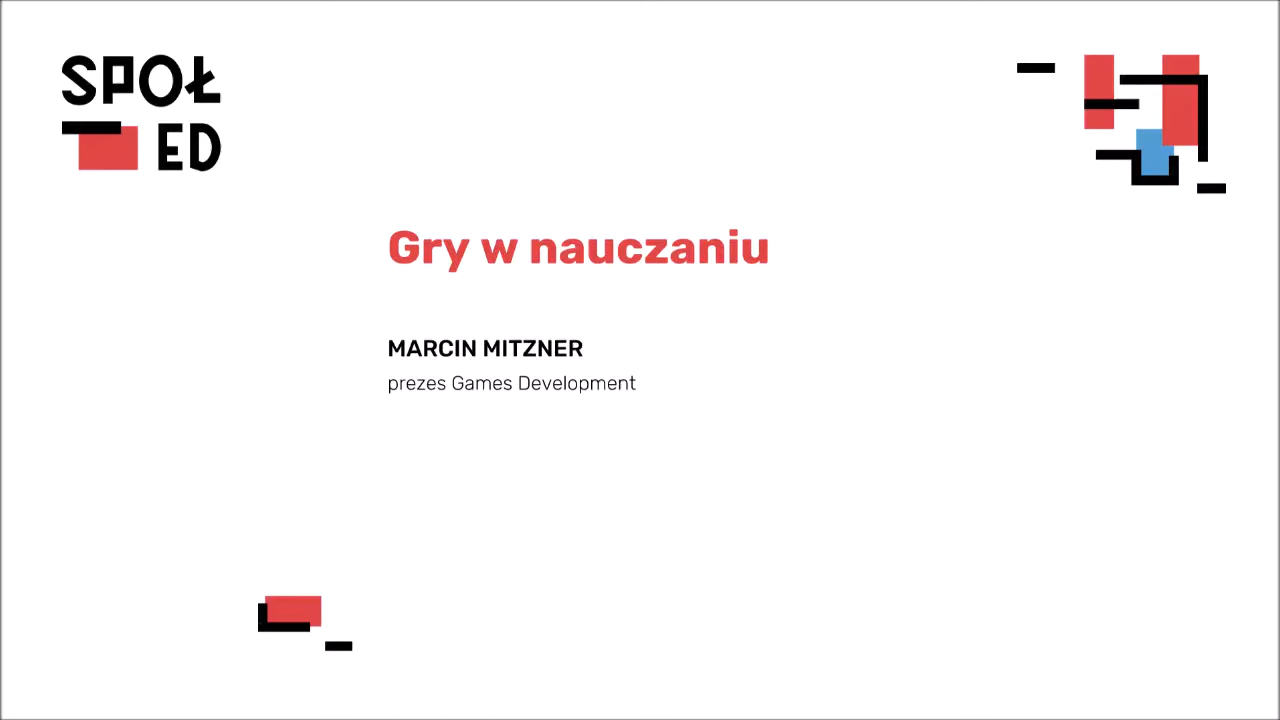 SPOŁ
ED
Gry w nauczaniu
MARCIN MITZNER
prezes Games Development